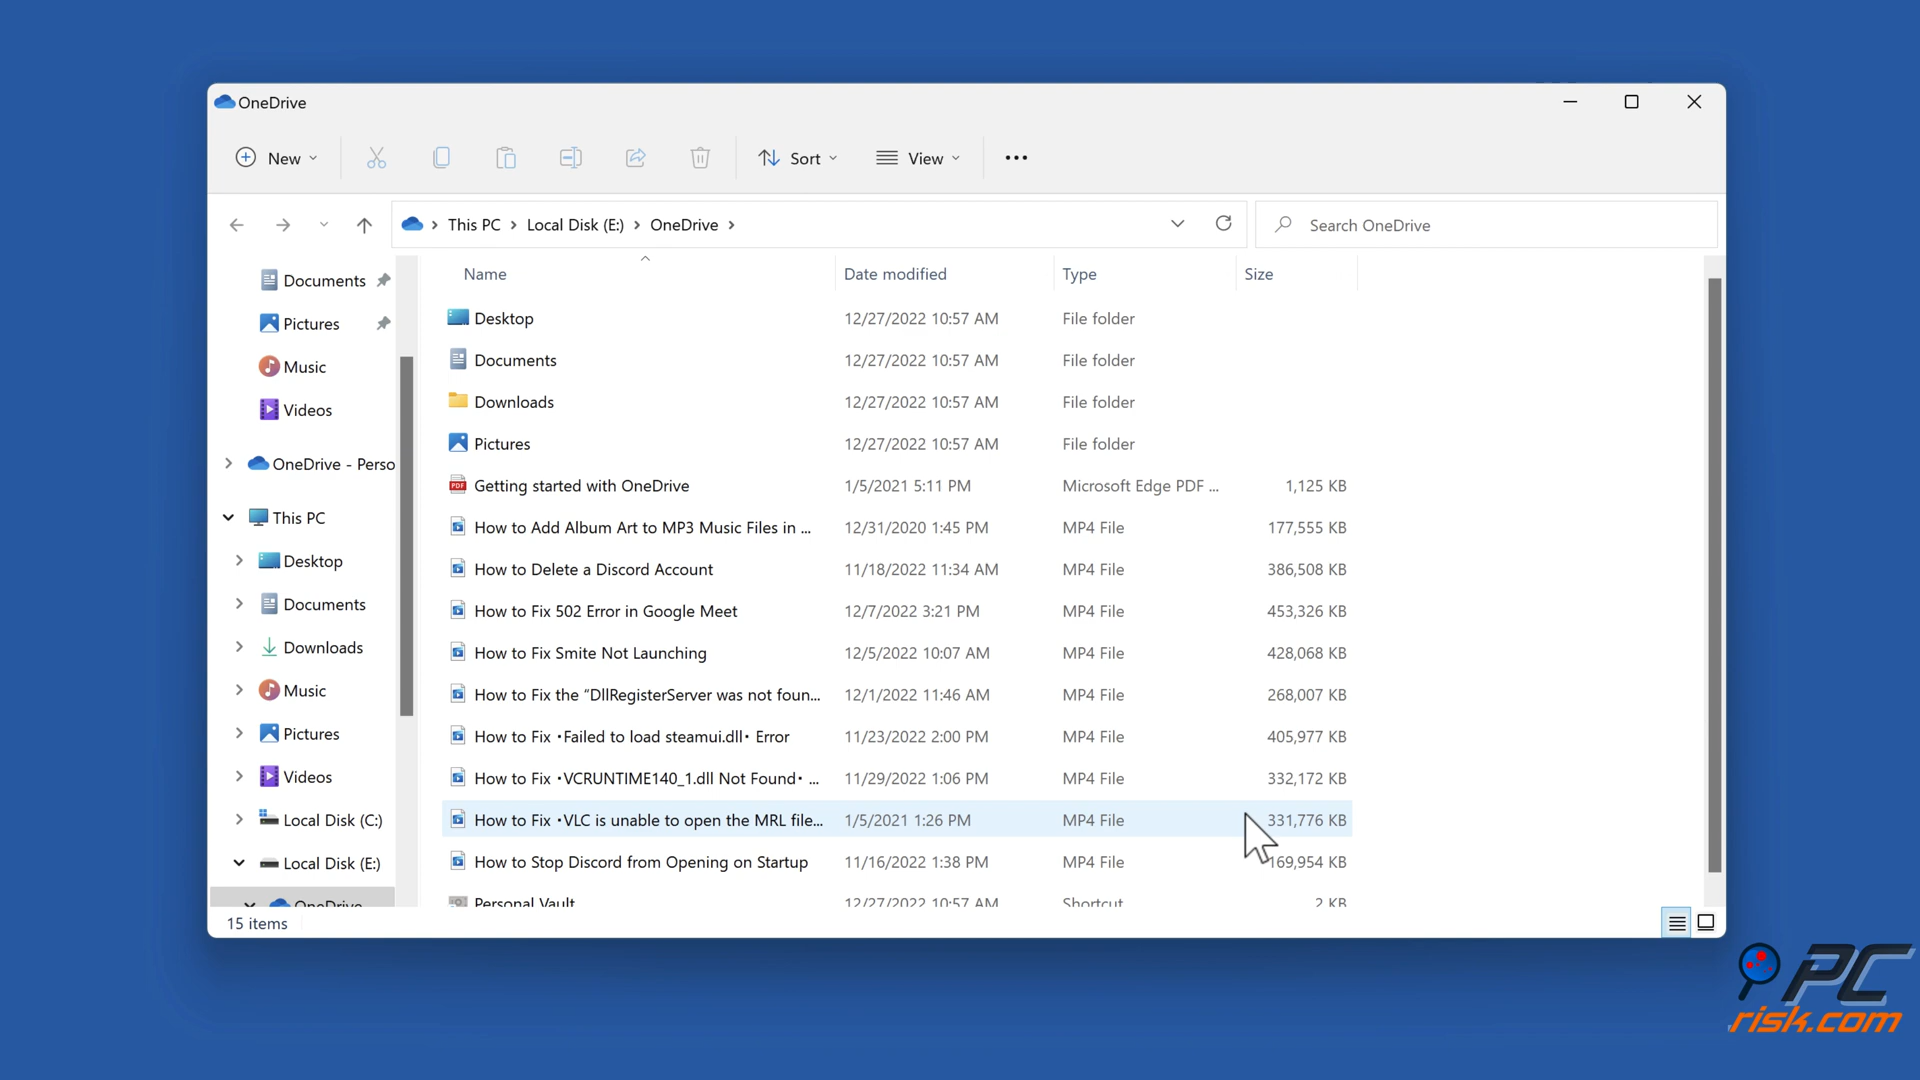 OneDrive
New
Sort
View
This PC
Local Disk (E:)
OneDrive
Search OneDrive
Name
Date modified
Type
Size
Documents
Pictures
Music
Videos
OneDrive - Perso
This PC
Desktop
Documents
Downloads
Music
Pictures
Videos
Local Disk (C:)
Local Disk (E:)
OneDrive
Desktop 12/27/2022 10:57 AM File folder
Documents 12/27/2022 10:57 AM File folder
Downloads 12/27/2022 10:57 AM File folder
Pictures 12/27/2022 10:57 AM File folder
PDF Getting started with OneDrive 1/5/2021 5:11 PM Microsoft Edge PDF ... 1,125 KB
How to Add Album Art to MP3 Music Files in ... 12/31/2020 1:45 PM MP4 File 177,555 KB
How to Delete a Discord Account 11/18/2022 11:34 AM MP4 File 386,508 KB
How to Fix 502 Error in Google Meet 12/7/2022 3:21 PM MP4 File 453,326 KB
How to Fix Smite Not Launching 12/5/2022 10:07 AM MP4 File 428,068 KB
How to Fix the “DllRegisterServer was not foun... 12/1/2022 11:46 AM MP4 File 268,007 KB
How to Fix •Failed to load steamui.dll• Error 11/23/2022 2:00 PM MP4 File 405,977 KB
How to Fix •VCRUNTIME140_1.dll Not Found• ... 11/29/2022 1:06 PM MP4 File 332,172 KB
How to Fix •VLC is unable to open the MRL file... 1/5/2021 1:26 PM MP4 File 331,776 KB
How to Stop Discord from Opening on Startup 11/16/2022 1:38 PM MP4 File 169,954 KB
Personal Vault 12/27/2022 10:57 AM Shortcut 2 KB
15 items
PC
risk.com